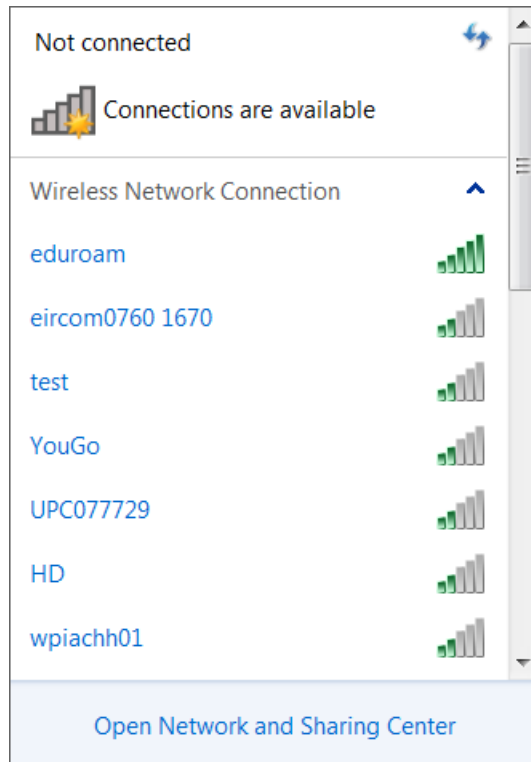 Not connected
Connections are available
Wireless Network Connection
eduroam
eircom0760 1670
test
YouGo
UPC077729
HD
wpiachh01
Open Network and Sharing Center